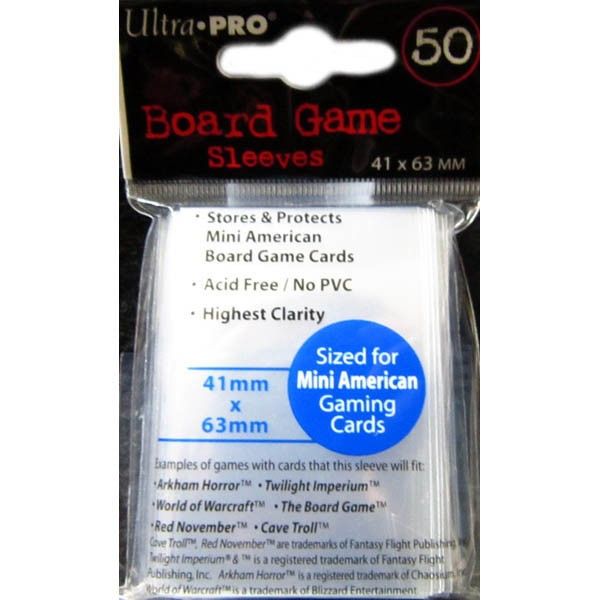 Ultra•PRO®
50
Board Game
Sleeves
41 x 63 MM
• Stores & Protects
Mini American
Board Game Cards
• Acid Free / No PVC
• Highest Clarity
Sized for
Mini American
Gaming
Cards
41mm
x
63mm
Examples of games with cards that this sleeve will fit:
•Arkham Horror™ •Twilight Imperium™
•World of Warcraft™ • The Board Game™
•Red November™ •Cave Troll™
Cave Troll™, Red November™ are trademarks of Fantasy Flight Publishing, Inc.
Twilight Imperium® & ™ is a registered trademark of Fantasy Flight
Publishing, Inc. Arkham Horror™ is a registered trademark of Chaosium, Inc.
World of Warcraft™ is a trademark of Blizzard Entertainment.